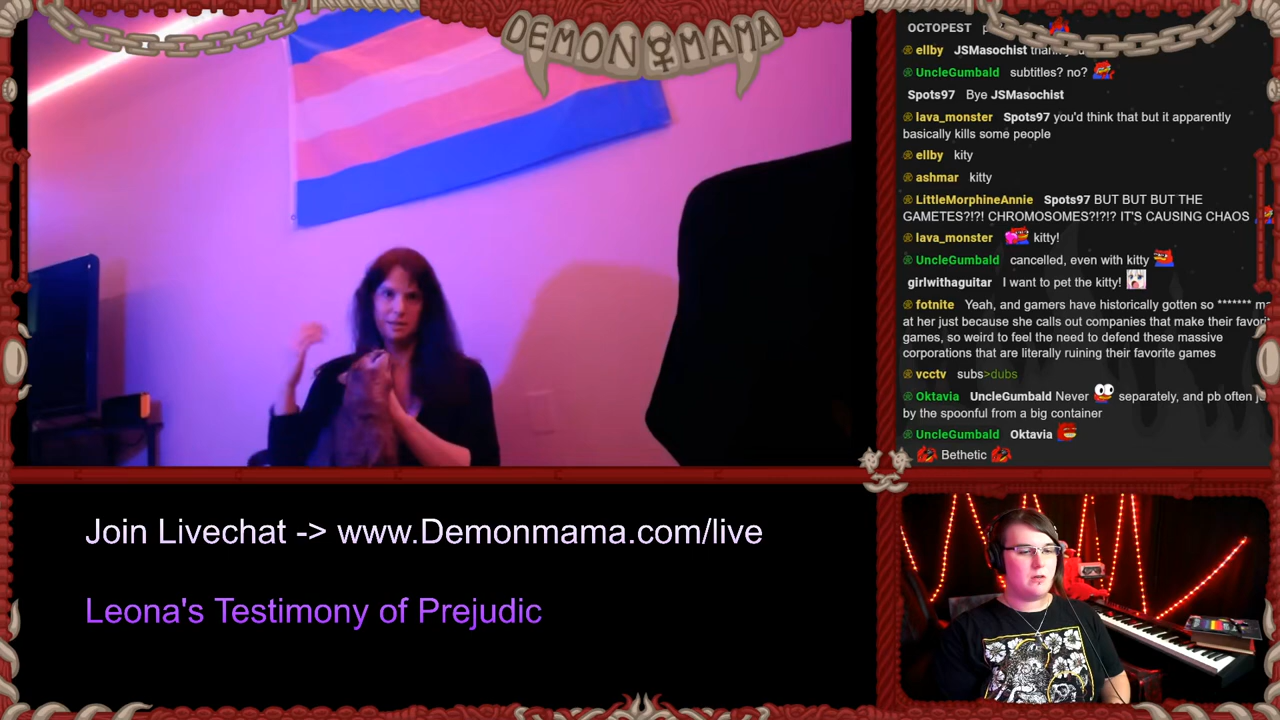 DEMON MAMA
OCTOPEST
ellby JSMasochist
UncleGumbald subtitles? no?
Spots97 Bye JSMasochist
lava_monster Spots97 you'd think that but it apparently
basically kills some people
ellby kity
ashmar kitty
LittleMorphineAnnie Spots97 BUT BUT BUT THE
GAMETES?!?! CHROMOSOMES?!?!? IT'S CAUSING CHAOS
lava_monster kitty!
UncleGumbald cancelled, even with kitty
girlwithaguitar I want to pet the kitty!
fotnite Yeah, and gamers have historically gotten so *******
at her just because she calls out companies that make their
games, so weird to feel the need to defend these massive
corporations that are literally ruining their favorite games
vcctv subs>dubs
Oktavia UncleGumbald Never separately, and pb often
by the spoonful from a big container
UncleGumbald Oktavia
Bethetic
Join Livechat -> www.Demonmama.com/live
Leona's Testimony of Prejudic